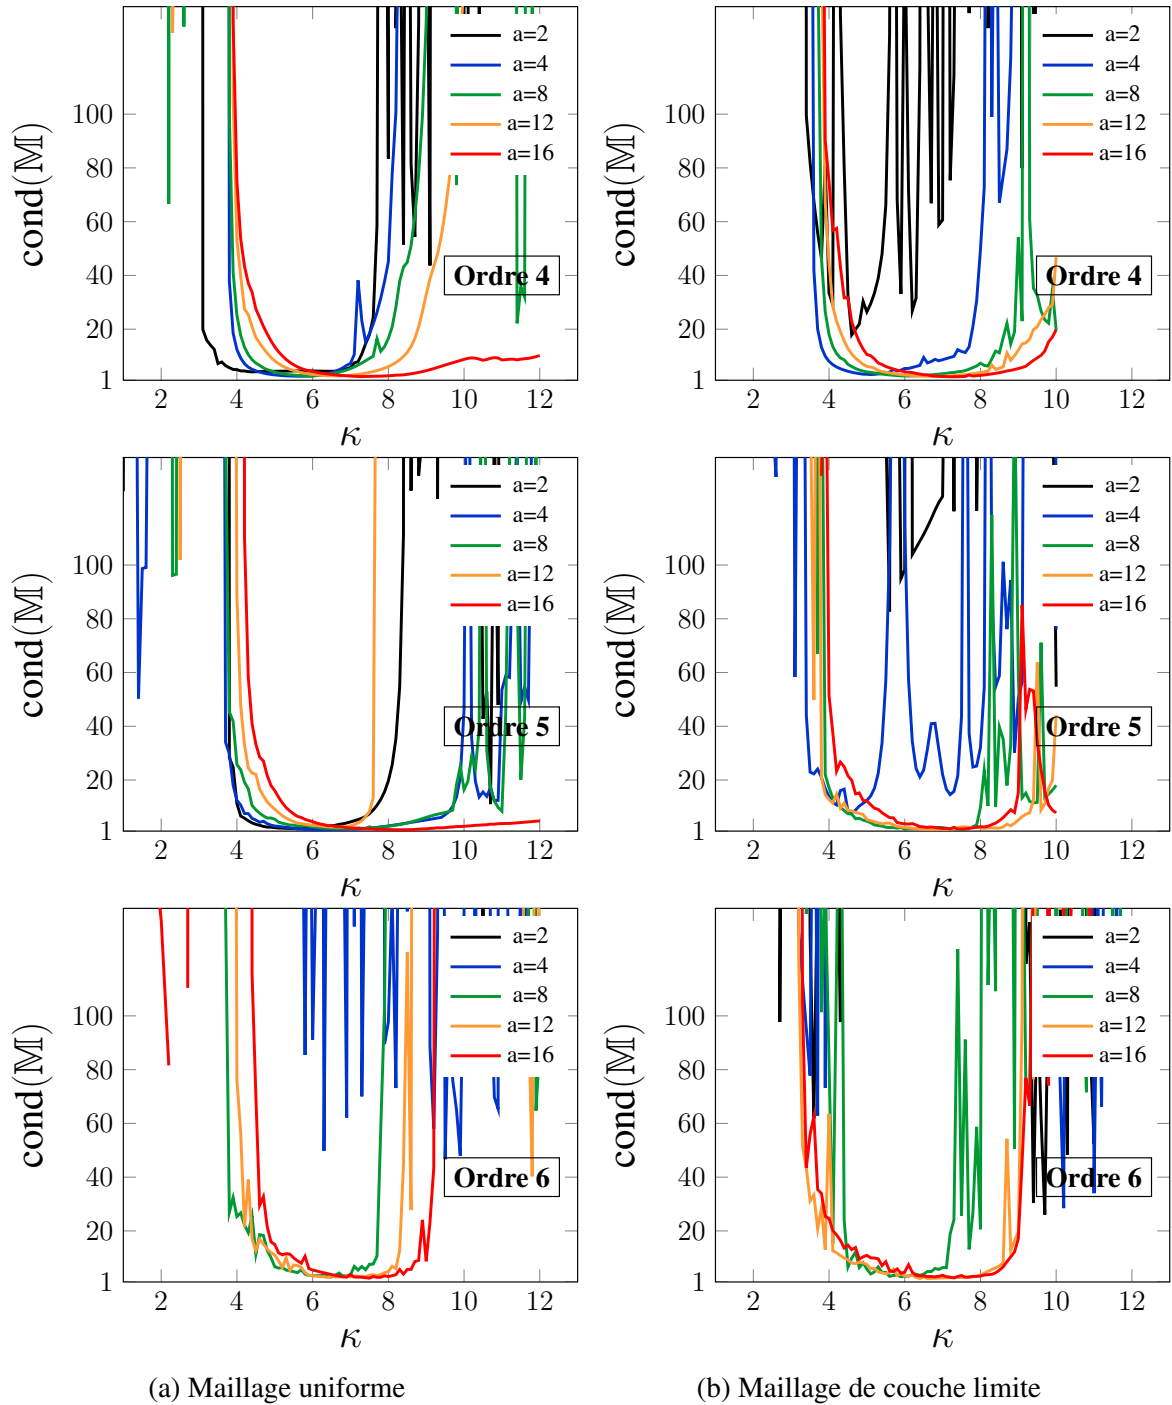 a=2
a=4
a=8
a=12
a=16
Ordre 4
cond(𝕄)
100
80
60
40
20
1
2 4 6 8 10 12
κ
a=2
a=4
a=8
a=12
a=16
Ordre 4
cond(𝕄)
100
80
60
40
20
1
2 4 6 8 10 12
κ
a=2
a=4
a=8
a=12
a=16
Ordre 5
cond(𝕄)
100
80
60
40
20
1
2 4 6 8 10 12
κ
a=2
a=4
a=8
a=12
a=16
Ordre 5
cond(𝕄)
100
80
60
40
20
1
2 4 6 8 10 12
κ
a=2
a=4
a=8
a=12
a=16
Ordre 6
cond(𝕄)
100
80
60
40
20
1
2 4 6 8 10 12
κ
a=2
a=4
a=8
a=12
a=16
Ordre 6
cond(𝕄)
100
80
60
40
20
1
2 4 6 8 10 12
κ
(a) Maillage uniforme
(b) Maillage de couche limite